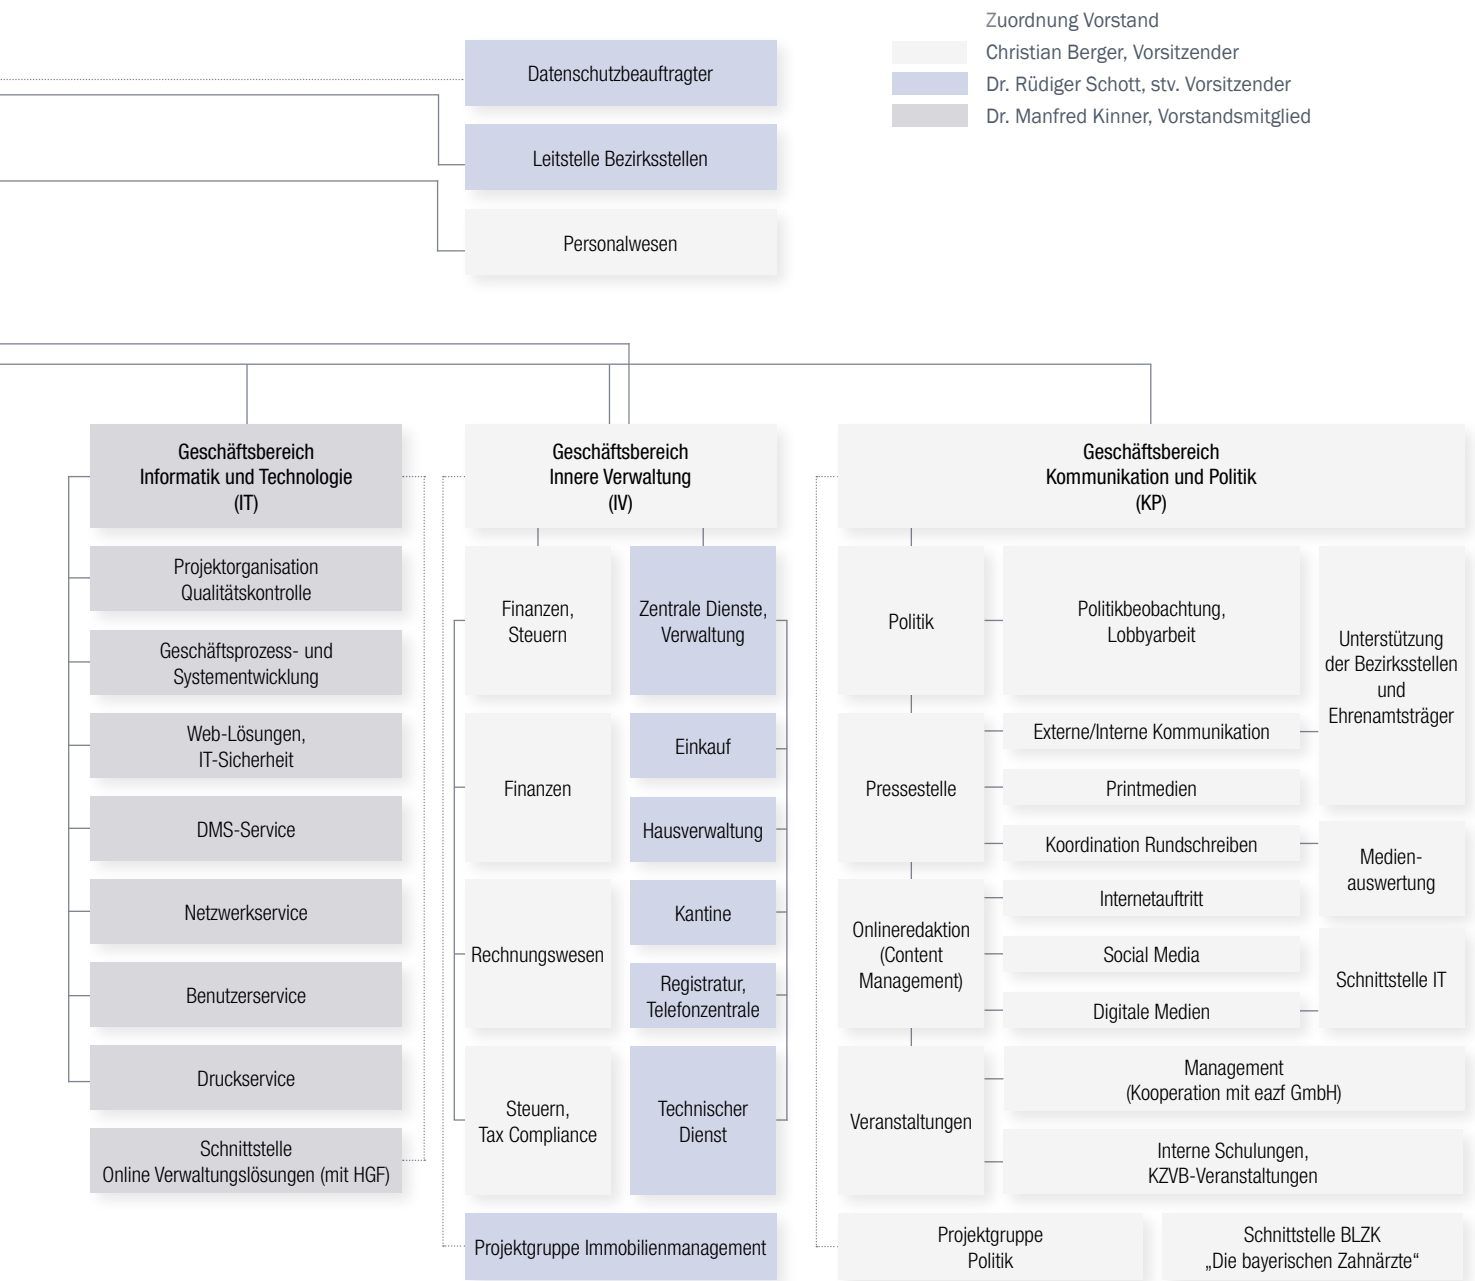 Zuordnung Vorstand
Christian Berger, Vorsitzender
Dr. Rüdiger Schott, stv. Vorsitzender
Dr. Manfred Kinner, Vorstandsmitglied
Datenschutzbeauftragter
Leitstelle Bezirksstellen
Personalwesen
Geschäftsbereich
Informatik und Technologie
(IT)
Projektorganisation
Qualitätskontrolle
Geschäftsprozess- und
Systementwicklung
Web-Lösungen,
IT-Sicherheit
DMS-Service
Netzwerkservice
Benutzerservice
Druckservice
Schnittstelle
Online Verwaltungslösungen (mit HGF)
Geschäftsbereich
Innere Verwaltung
(IV)
Finanzen,
Steuern
Finanzen
Rechnungswesen
Steuern,
Tax Compliance
Zentrale Dienste,
Verwaltung
Einkauf
Hausverwaltung
Kantine
Registratur,
Telefonzentrale
Technischer
Dienst
Projektgruppe Immobilienmanagement
Geschäftsbereich
Kommunikation und Politik
(KP)
Politik
Politikbeobachtung,
Lobbyarbeit
Unterstützung
der Bezirksstellen
und
Ehrenamtsträger
Pressestelle
Externe/Interne Kommunikation
Printmedien
Koordination Rundschreiben
Medien-
auswertung
Onlineredaktion
(Content
Management)
Internetauftritt
Social Media
Digitale Medien
Schnittstelle IT
Veranstaltungen
Management
(Kooperation mit eazf GmbH)
Interne Schulungen,
KZVB-Veranstaltungen
Projektgruppe
Politik
Schnittstelle BLZK
„Die bayerischen Zahnärzte“